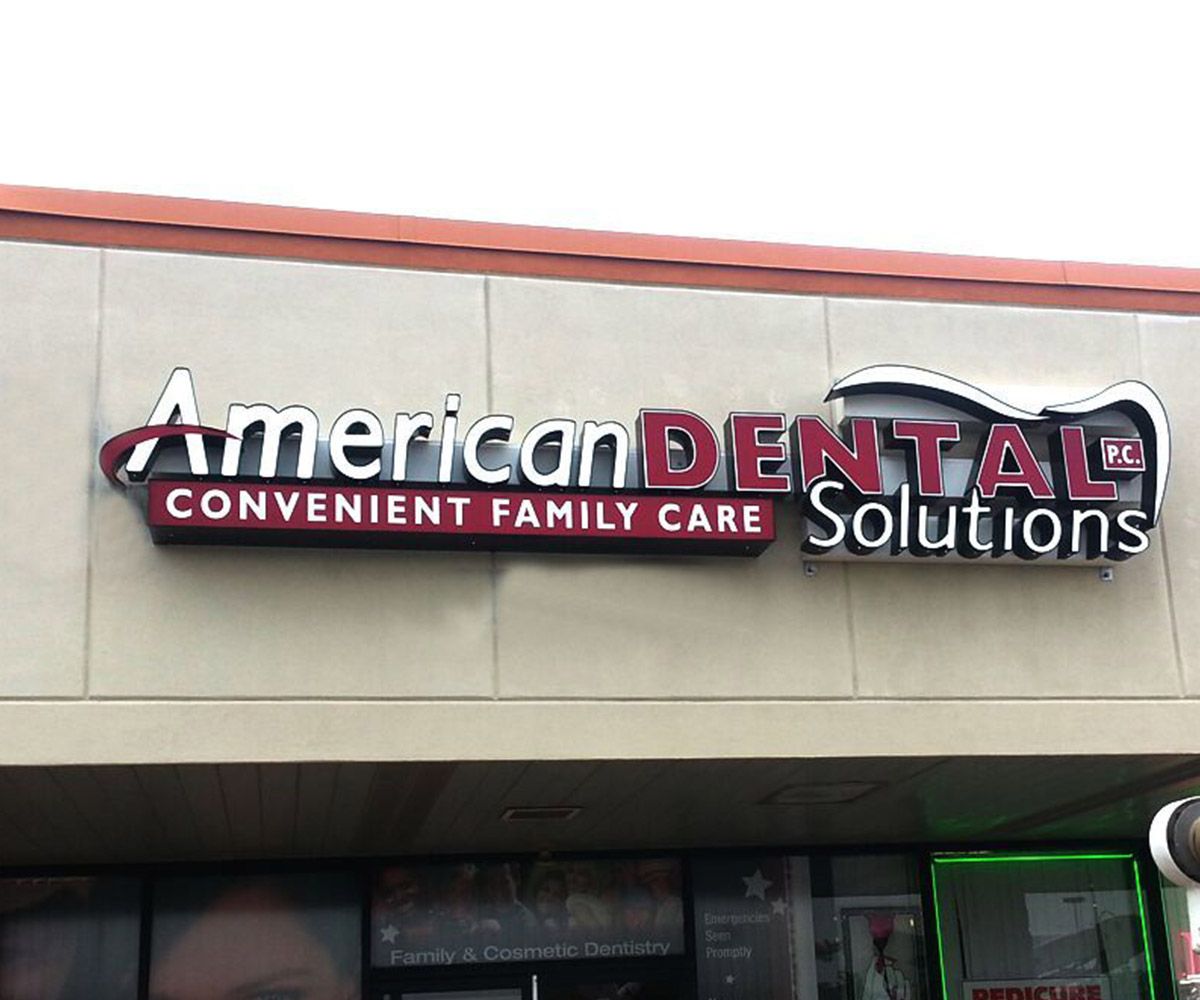 American DENTAL P.C.
CONVENIENT FAMILY CARE
Solutions
Family & Cosmetic Dentistry
Emergencies
Seen
Promptly
PEDICURE